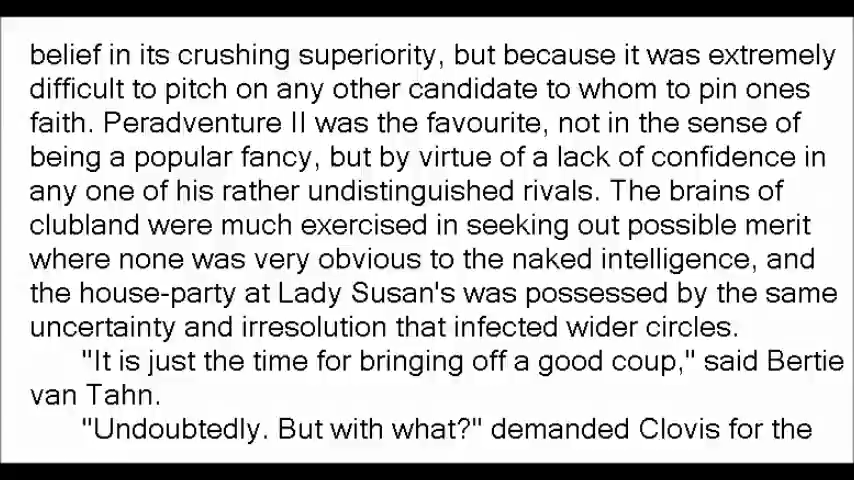 belief in its crushing superiority, but because it was extremely
difficult to pitch on any other candidate to whom to pin ones
faith. Peradventure II was the favourite, not in the sense of
being a popular fancy, but by virtue of a lack of confidence in
any one of his rather undistinguished rivals. The brains of
clubland were much exercised in seeking out possible merit
where none was very obvious to the naked intelligence, and
the house-party at Lady Susan's was possessed by the same
uncertainty and irresolution that infected wider circles.
"It is just the time for bringing off a good coup," said Bertie
van Tahn.
"Undoubtedly. But with what?" demanded Clovis for the